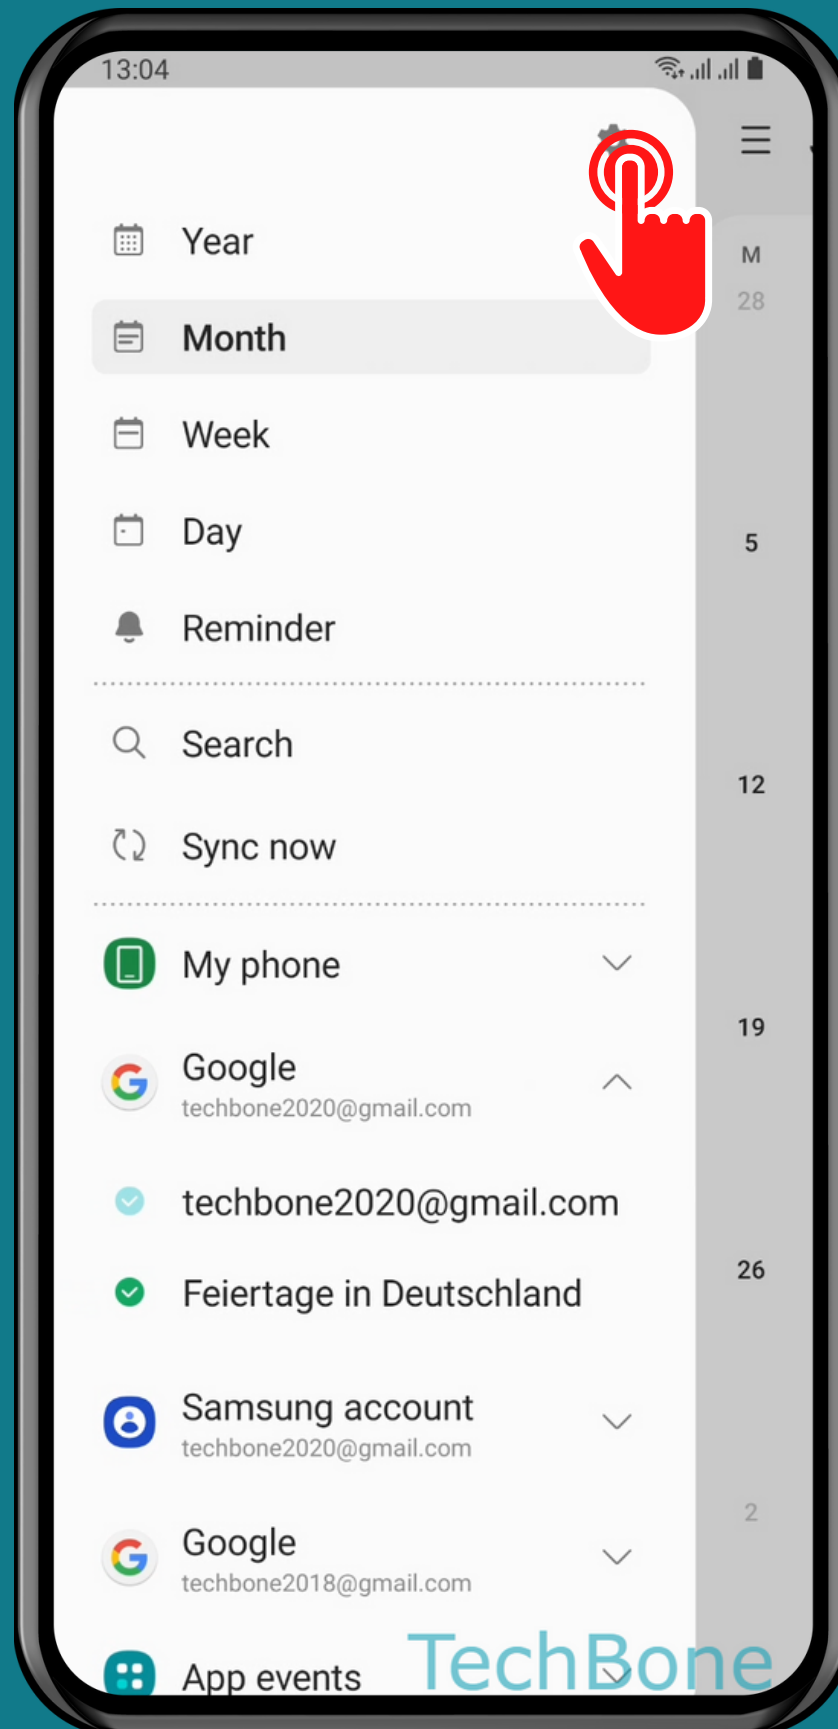 13:04
Year
Month
Week
Day
Reminder
Search
Sync now
My phone
Google
techbone2020@gmail.com
techbone2020@gmail.com
Feiertage in Deutschland
Samsung account
techbone2020@gmail.com
Google
techbone2018@gmail.com
App events
M
28
5
12
19
26
2
TechBone